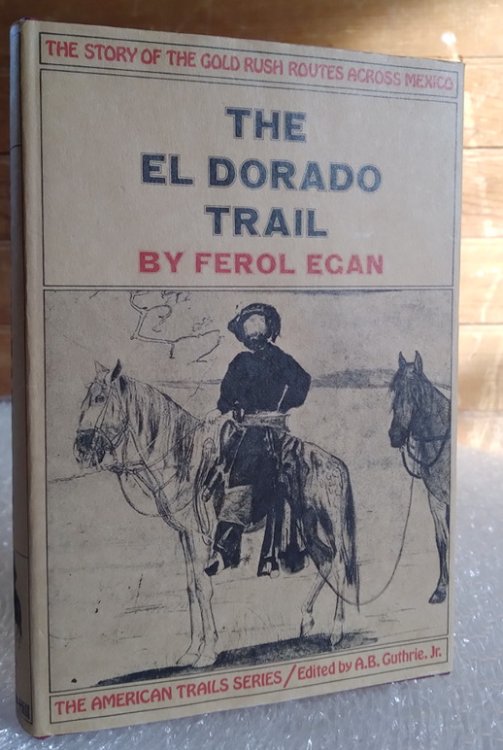 THE STORY OF THE GOLD RUSH ROUTES ACROSS MEXICO
THE
EL DORADO
TRAIL
BY FEROL EGAN
THE AMERICAN TRAILS SERIES / Edited by A.B. Guthrie, Jr.